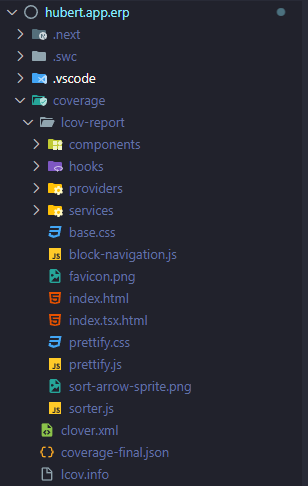 hubert.app.erp
.next
.swc
.vscode
coverage
lcov-report
components
hooks
providers
services
base.css
block-navigation.js
favicon.png
index.html
index.tsx.html
prettify.css
prettify.js
sort-arrow-sprite.png
sorter.js
clover.xml
coverage-final.json
lcov.info